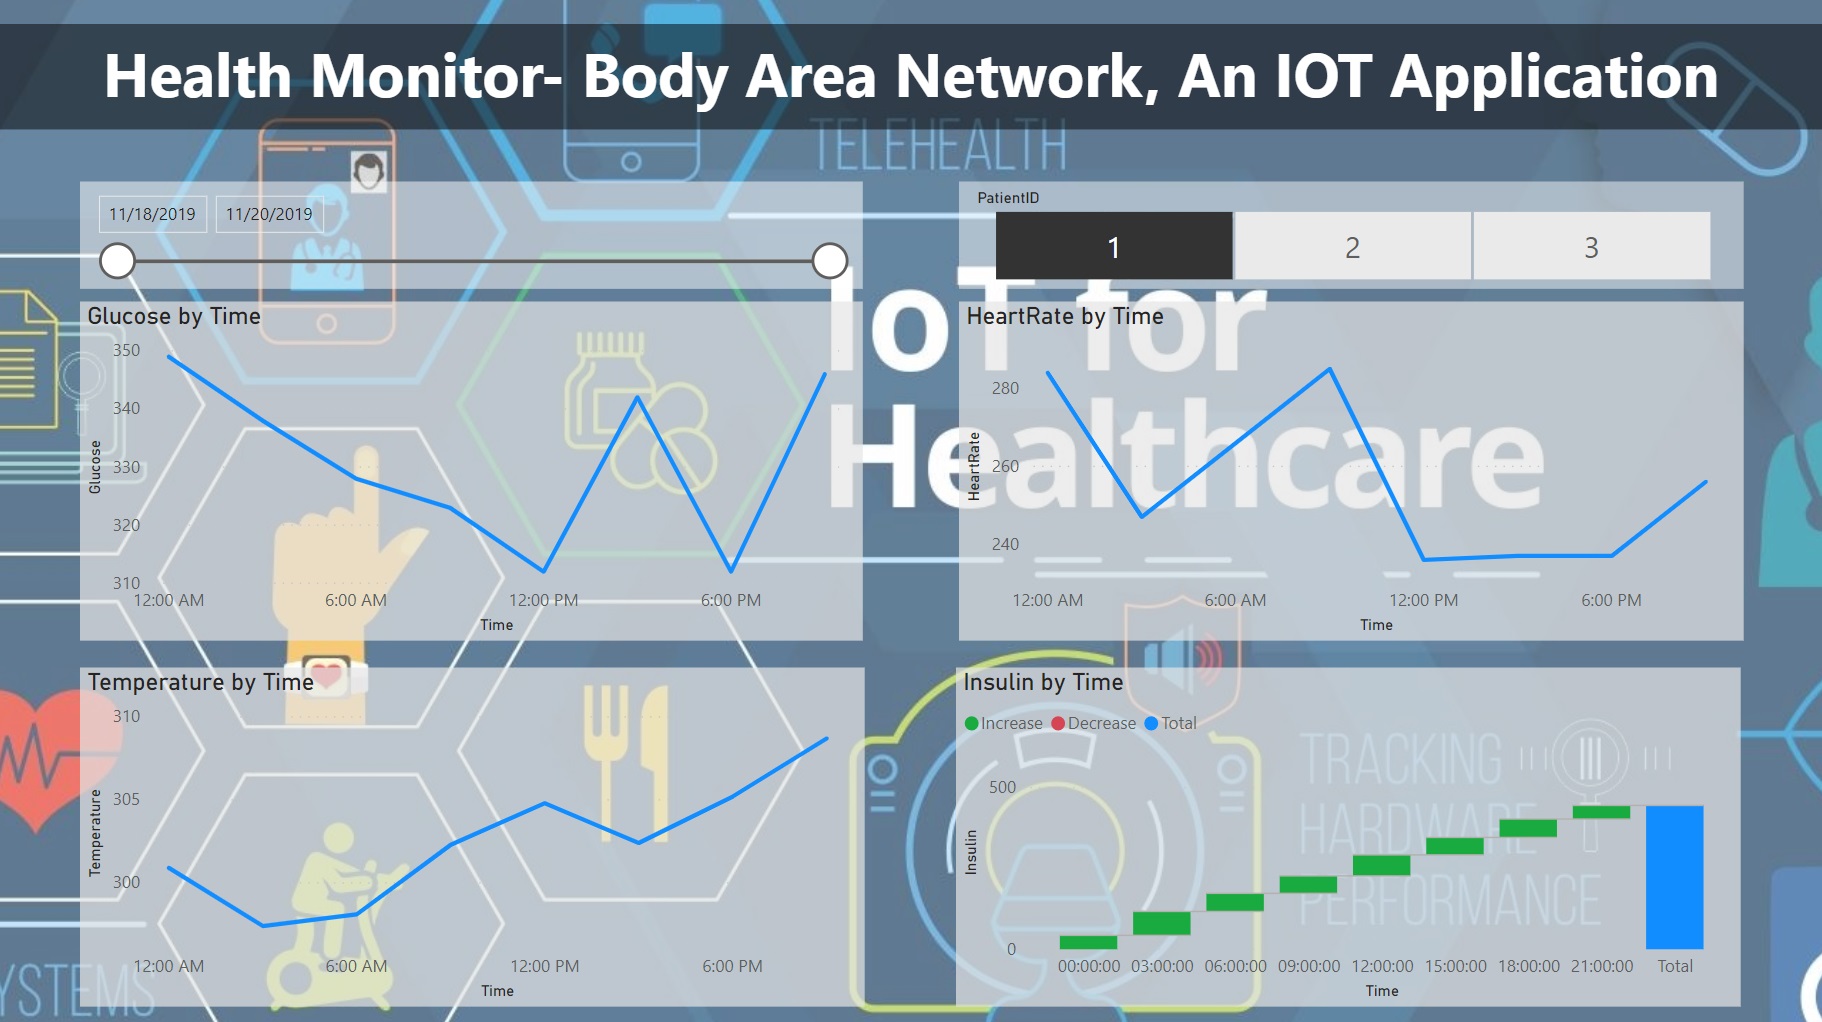 Health Monitor- Body Area Network, An IOT Application
TELEHEALTH
11/18/2019 11/20/2019
PatientID
1 2 3
IoT for
Healthcare
Glucose by Time
350
340
330
320
310
Glucose
12:00 AM 6:00 AM 12:00 PM 6:00 PM
Time
HeartRate by Time
280
260
240
HeartRate
12:00 AM 6:00 AM 12:00 PM 6:00 PM
Time
Temperature by Time
310
305
300
Temperature
12:00 AM 6:00 AM 12:00 PM 6:00 PM
Time
Insulin by Time
Increase Decrease Total
500
0
Insulin
00:00:00 03:00:00 06:00:00 09:00:00 12:00:00 15:00:00 18:00:00 21:00:00 Total
Time
TRACKING
HARDWARE
PERFORMANCE
YSTEMS